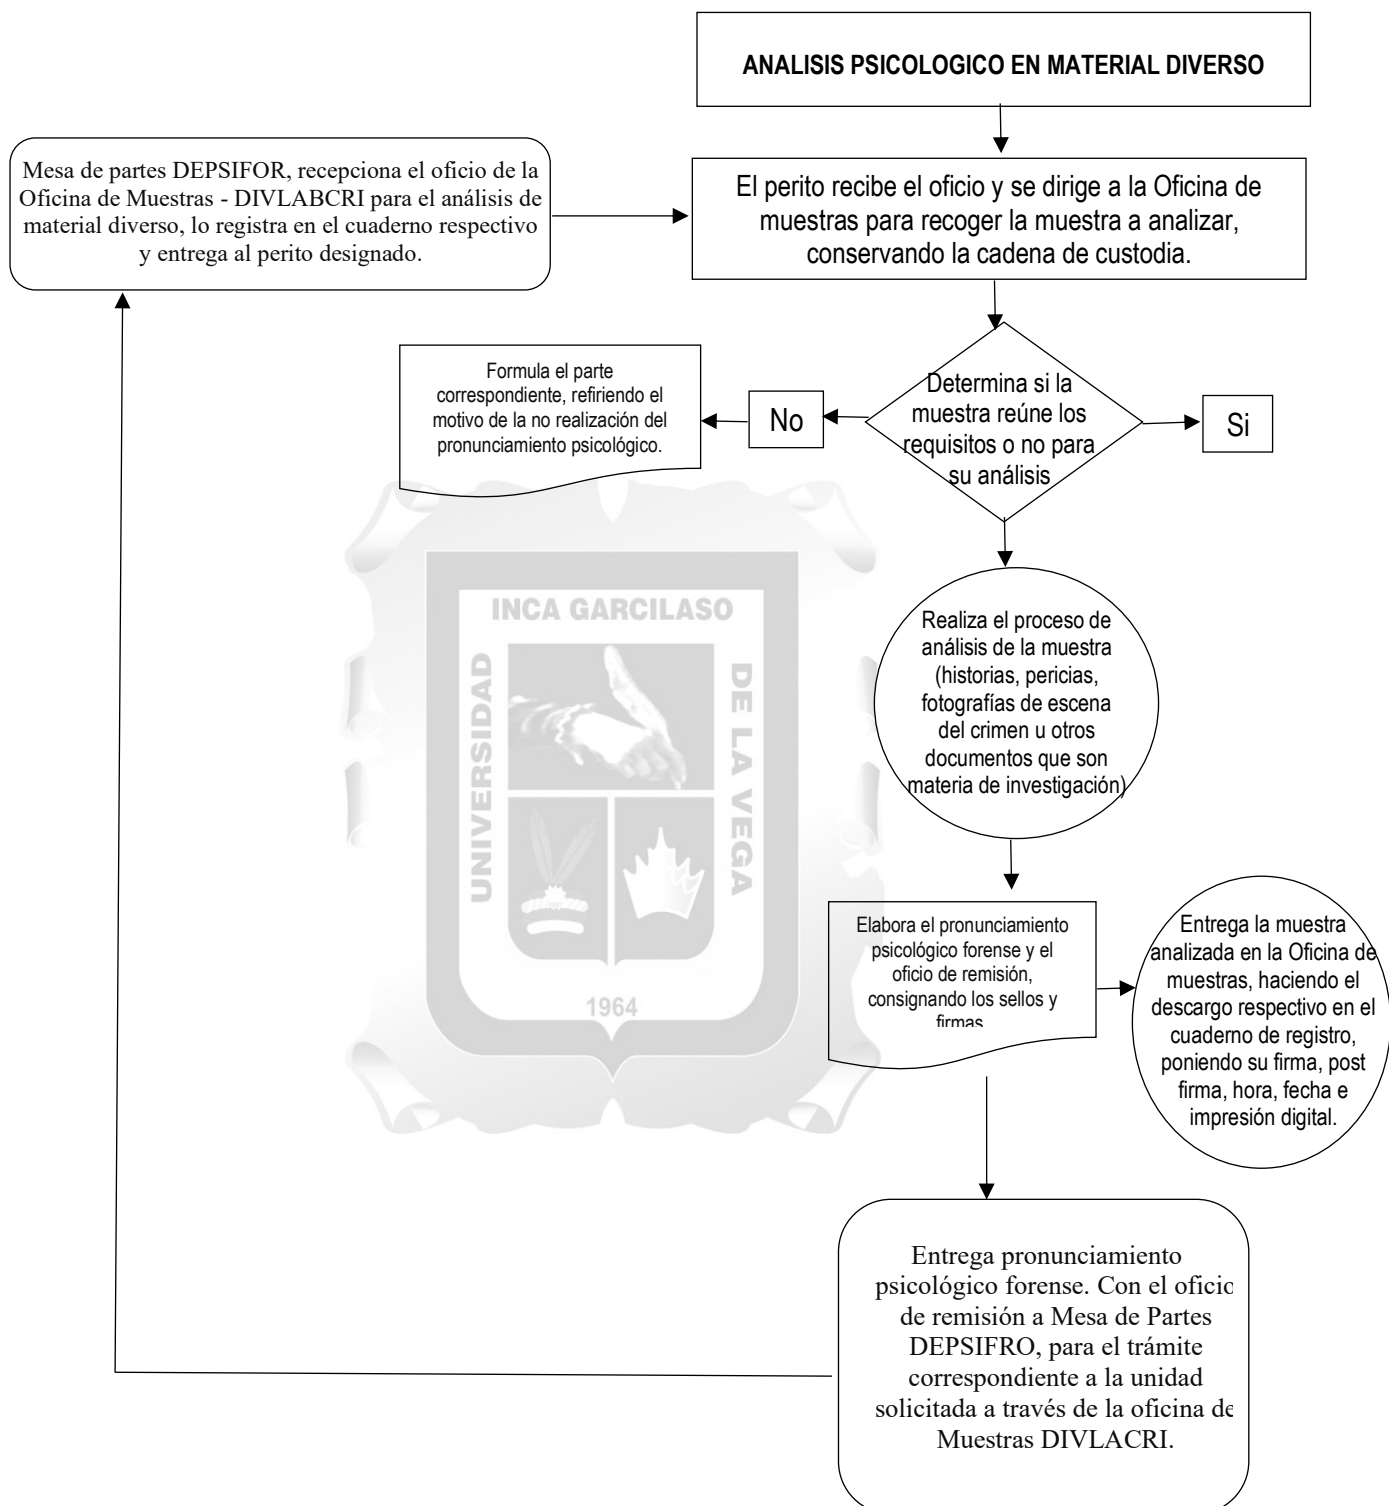 ANALISIS PSICOLOGICO EN MATERIAL DIVERSO
Mesa de partes DEPSIFOR, recepciona el oficio de la
Oficina de Muestras - DIVLABCRI para el análisis de
material diverso, lo registra en el cuaderno respectivo
y entrega al perito designado.
El perito recibe el oficio y se dirige a la Oficina de
muestras para recoger la muestra a analizar,
conservando la cadena de custodia.
Formula el parte
correspondiente, refiriendo el
motivo de la no realización del
pronunciamiento psicológico.
No
Determina si la
muestra reúne los
requisitos o no para
su análisis
Si
INCA GARCILASO
UNIVERSIDAD
DE LA VEGA
1964
Realiza el proceso de
análisis de la muestra
(historias, pericias,
fotografías de escena
del crimen u otros
documentos que son
materia de investigación)
Elabora el pronunciamiento
psicológico forense y el
oficio de remisión,
consignando los sellos y
firmas
Entrega la muestra
analizada en la Oficina de
muestras, haciendo el
descargo respectivo en el
cuaderno de registro,
poniendo su firma, post
firma, hora, fecha e
impresión digital.
Entrega pronunciamiento
psicológico forense. Con el oficio
de remisión a Mesa de Partes
DEPSIFRO, para el trámite
correspondiente a la unidad
solicitada a través de la oficina de
Muestras DIVLACRI.